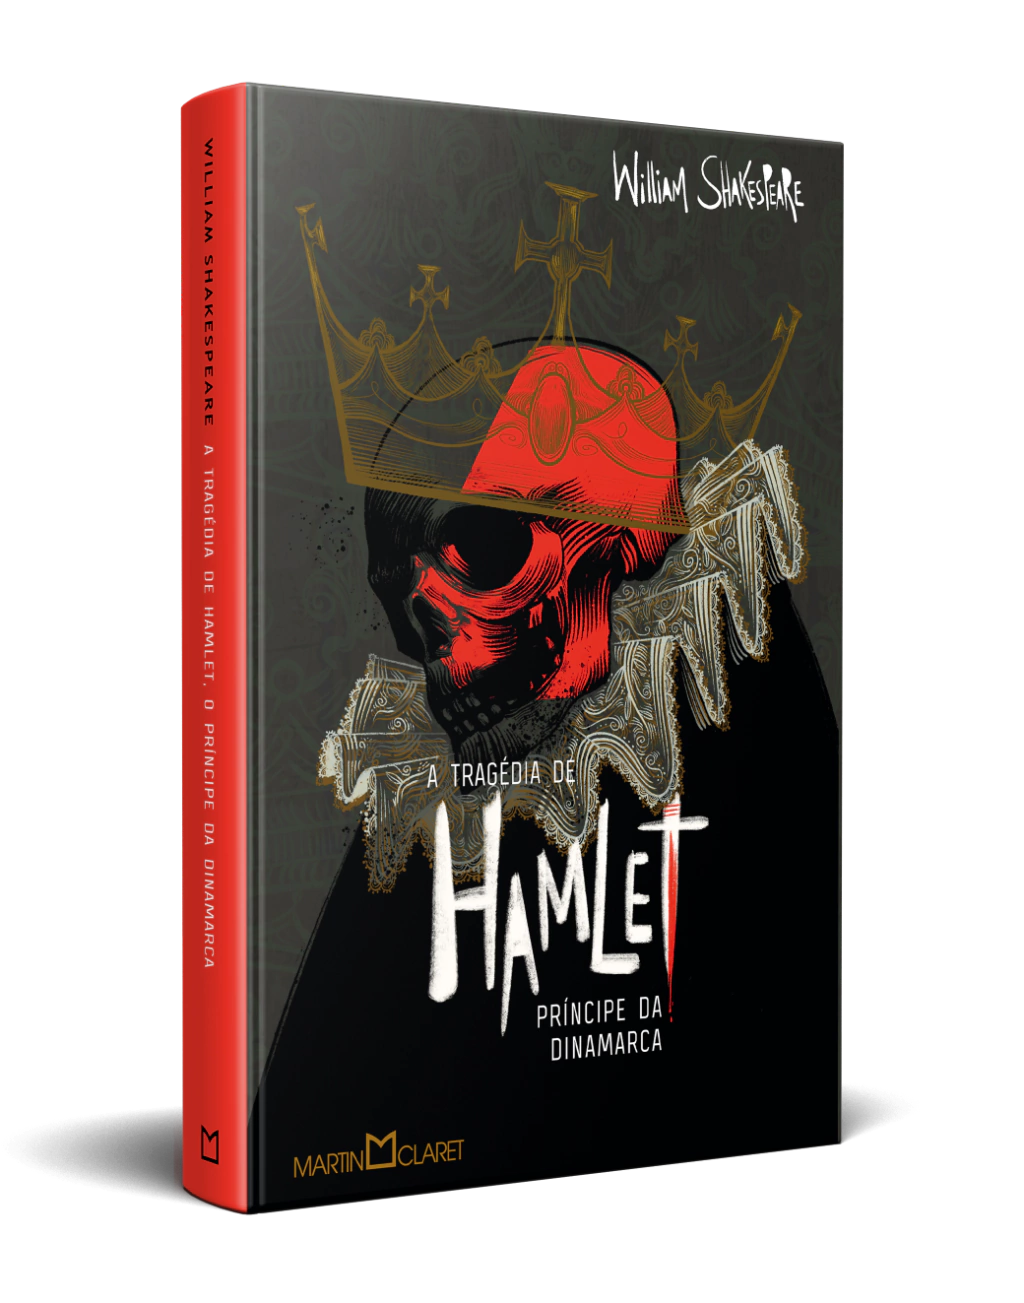 WILLIAM SHAKESPEARE A TRAGÉDIA DE HAMLET, O PRÍNCIPE DA DINAMARCA
WILLIAM SHAKESPEARE
A TRAGÉDIA DE
HAMLET
PRÍNCIPE DA
DINAMARCA
MARTIN CLARET